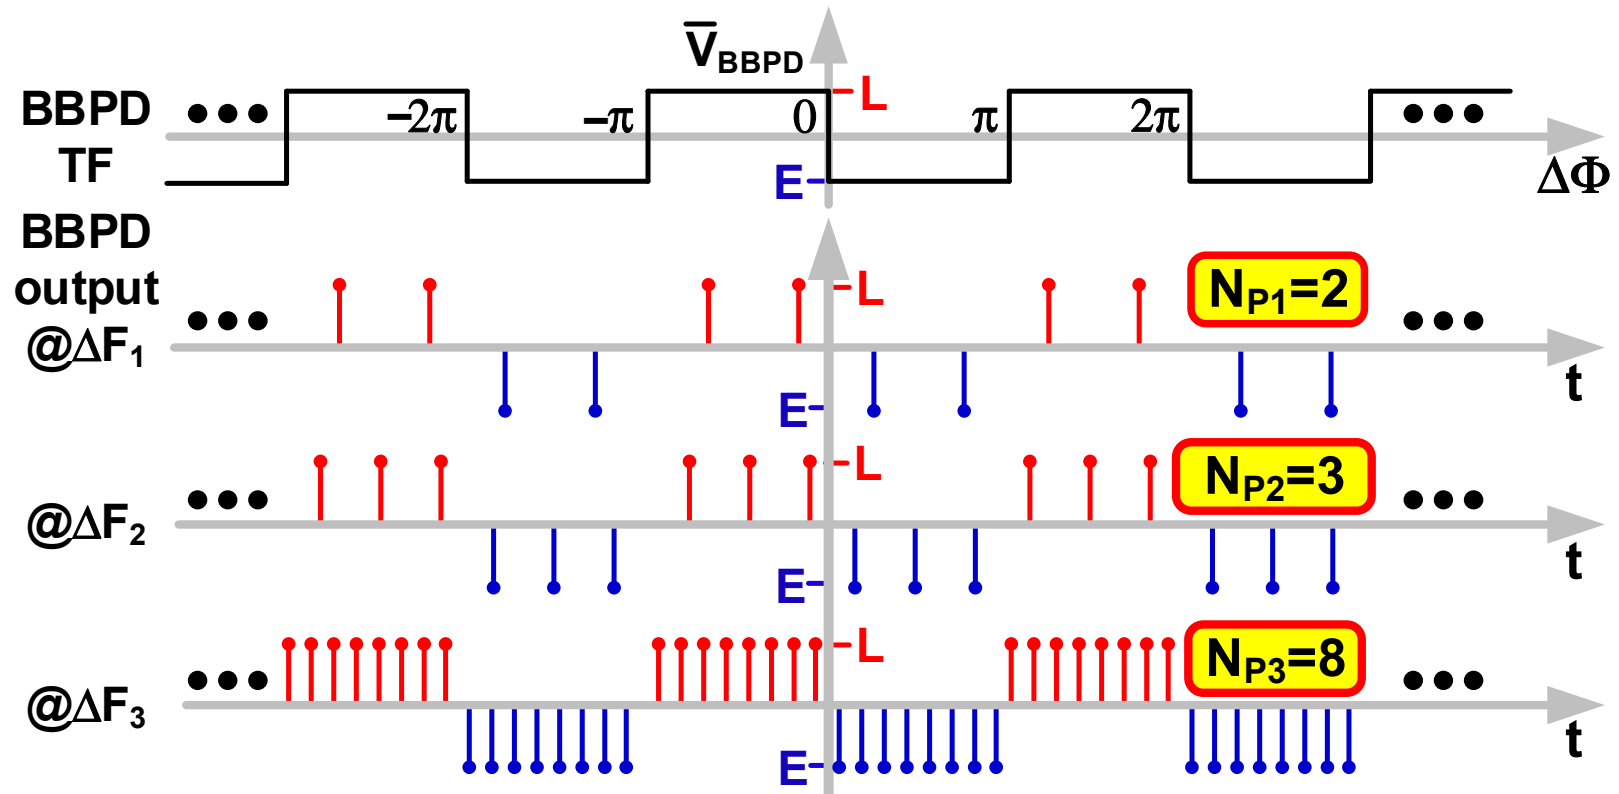 V̅BBPD
L
BBPD
TF
−2π
−π
0
π
2π
E
ΔΦ
BBPD
output
@ΔF1
L
NP1=2
E
t
@ΔF2
L
NP2=3
E
t
@ΔF3
L
NP3=8
E
t